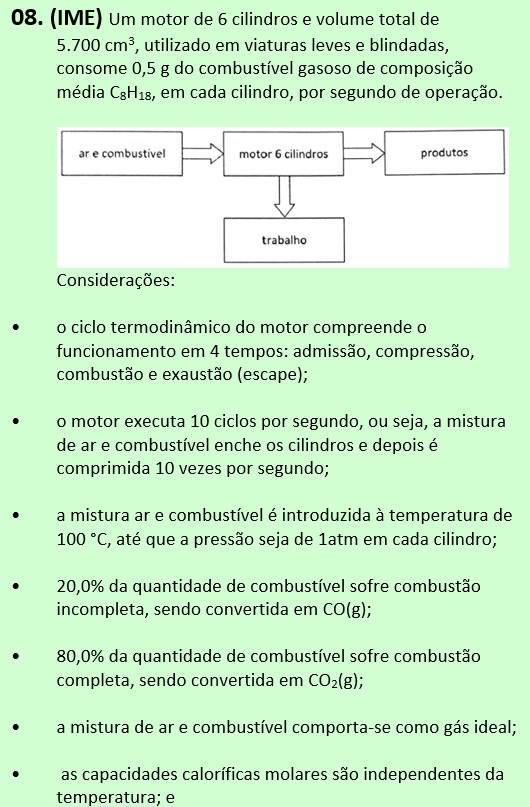 08. (IME) Um motor de 6 cilindros e volume total de
5.700 cm³, utilizado em viaturas leves e blindadas,
consome 0,5 g do combustível gasoso de composição
média C₈H₁₈, em cada cilindro, por segundo de operação.
ar e combustível
motor 6 cilindros
produtos
trabalho
Considerações:
• o ciclo termodinâmico do motor compreende o
funcionamento em 4 tempos: admissão, compressão,
combustão e exaustão (escape);
• o motor executa 10 ciclos por segundo, ou seja, a mistura
de ar e combustível enche os cilindros e depois é
comprimida 10 vezes por segundo;
• a mistura ar e combustível é introduzida à temperatura de
100 °C, até que a pressão seja de 1atm em cada cilindro;
• 20,0% da quantidade de combustível sofre combustão
incompleta, sendo convertida em CO(g);
• 80,0% da quantidade de combustível sofre combustão
completa, sendo convertida em CO₂(g);
• a mistura de ar e combustível comporta-se como gás ideal;
• as capacidades caloríficas molares são independentes da
temperatura; e